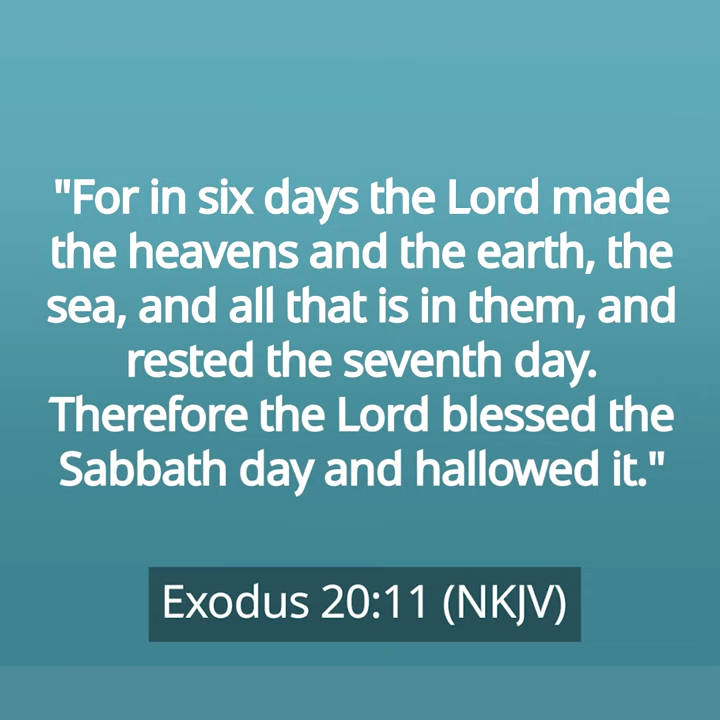 "For in six days the Lord made
the heavens and the earth, the
sea, and all that is in them, and
rested the seventh day.
Therefore the Lord blessed the
Sabbath day and hallowed it."
Exodus 20:11 (NKJV)